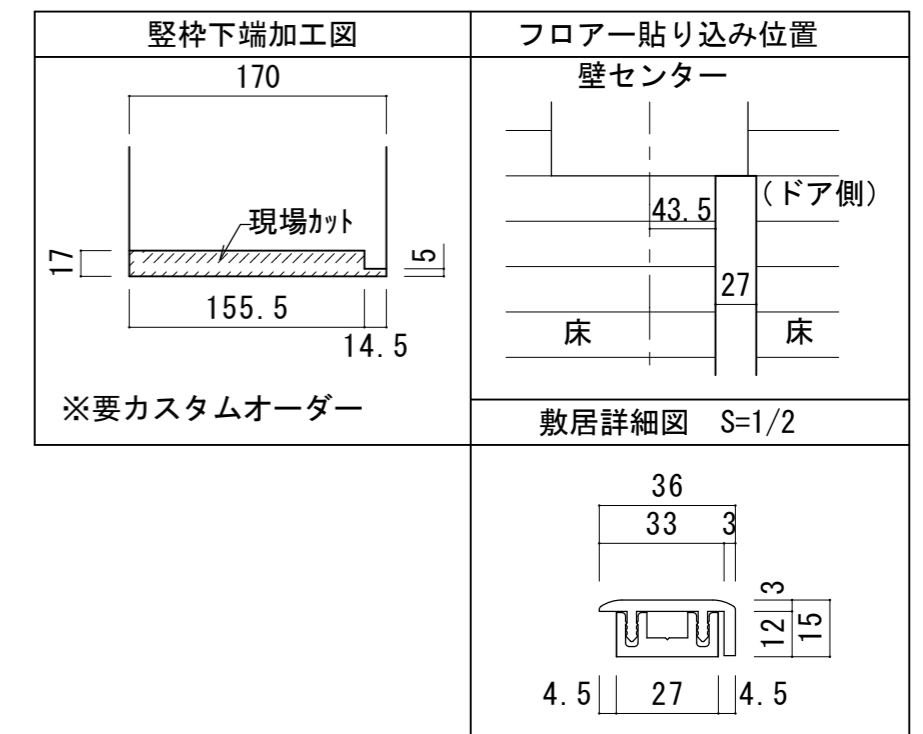 竪枠下端加工図
170
現場カット
17
5
155.5
14.5
※要カスタムオーダー
フロアー貼り込み位置
壁センター
(ドア側)
43.5
27
床
床
敷居詳細図 S=1/2
36
33 3
3
12 15
4.5 27 4.5